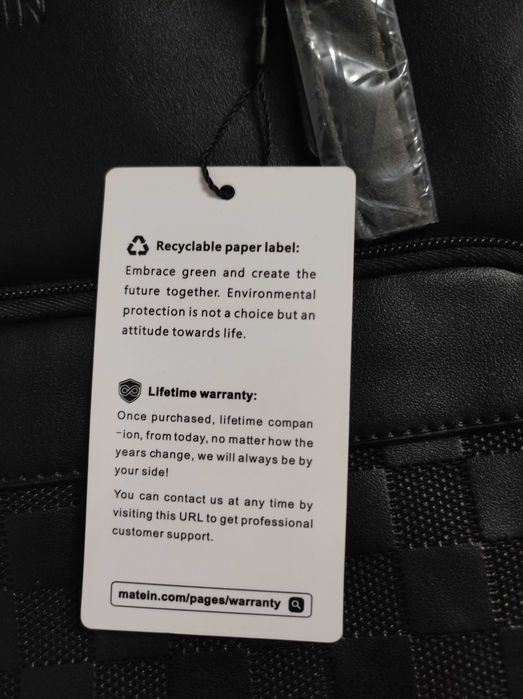 Recyclable paper label:
Embrace green and create the
future together. Environmental
protection is not a choice but an
attitude towards life.
Lifetime warranty:
Once purchased, lifetime compan
-ion, from today, no matter how the
years change, we will always be by
your side!
You can contact us at any time by
visiting this URL to get professional
customer support.
matein.com/pages/warranty